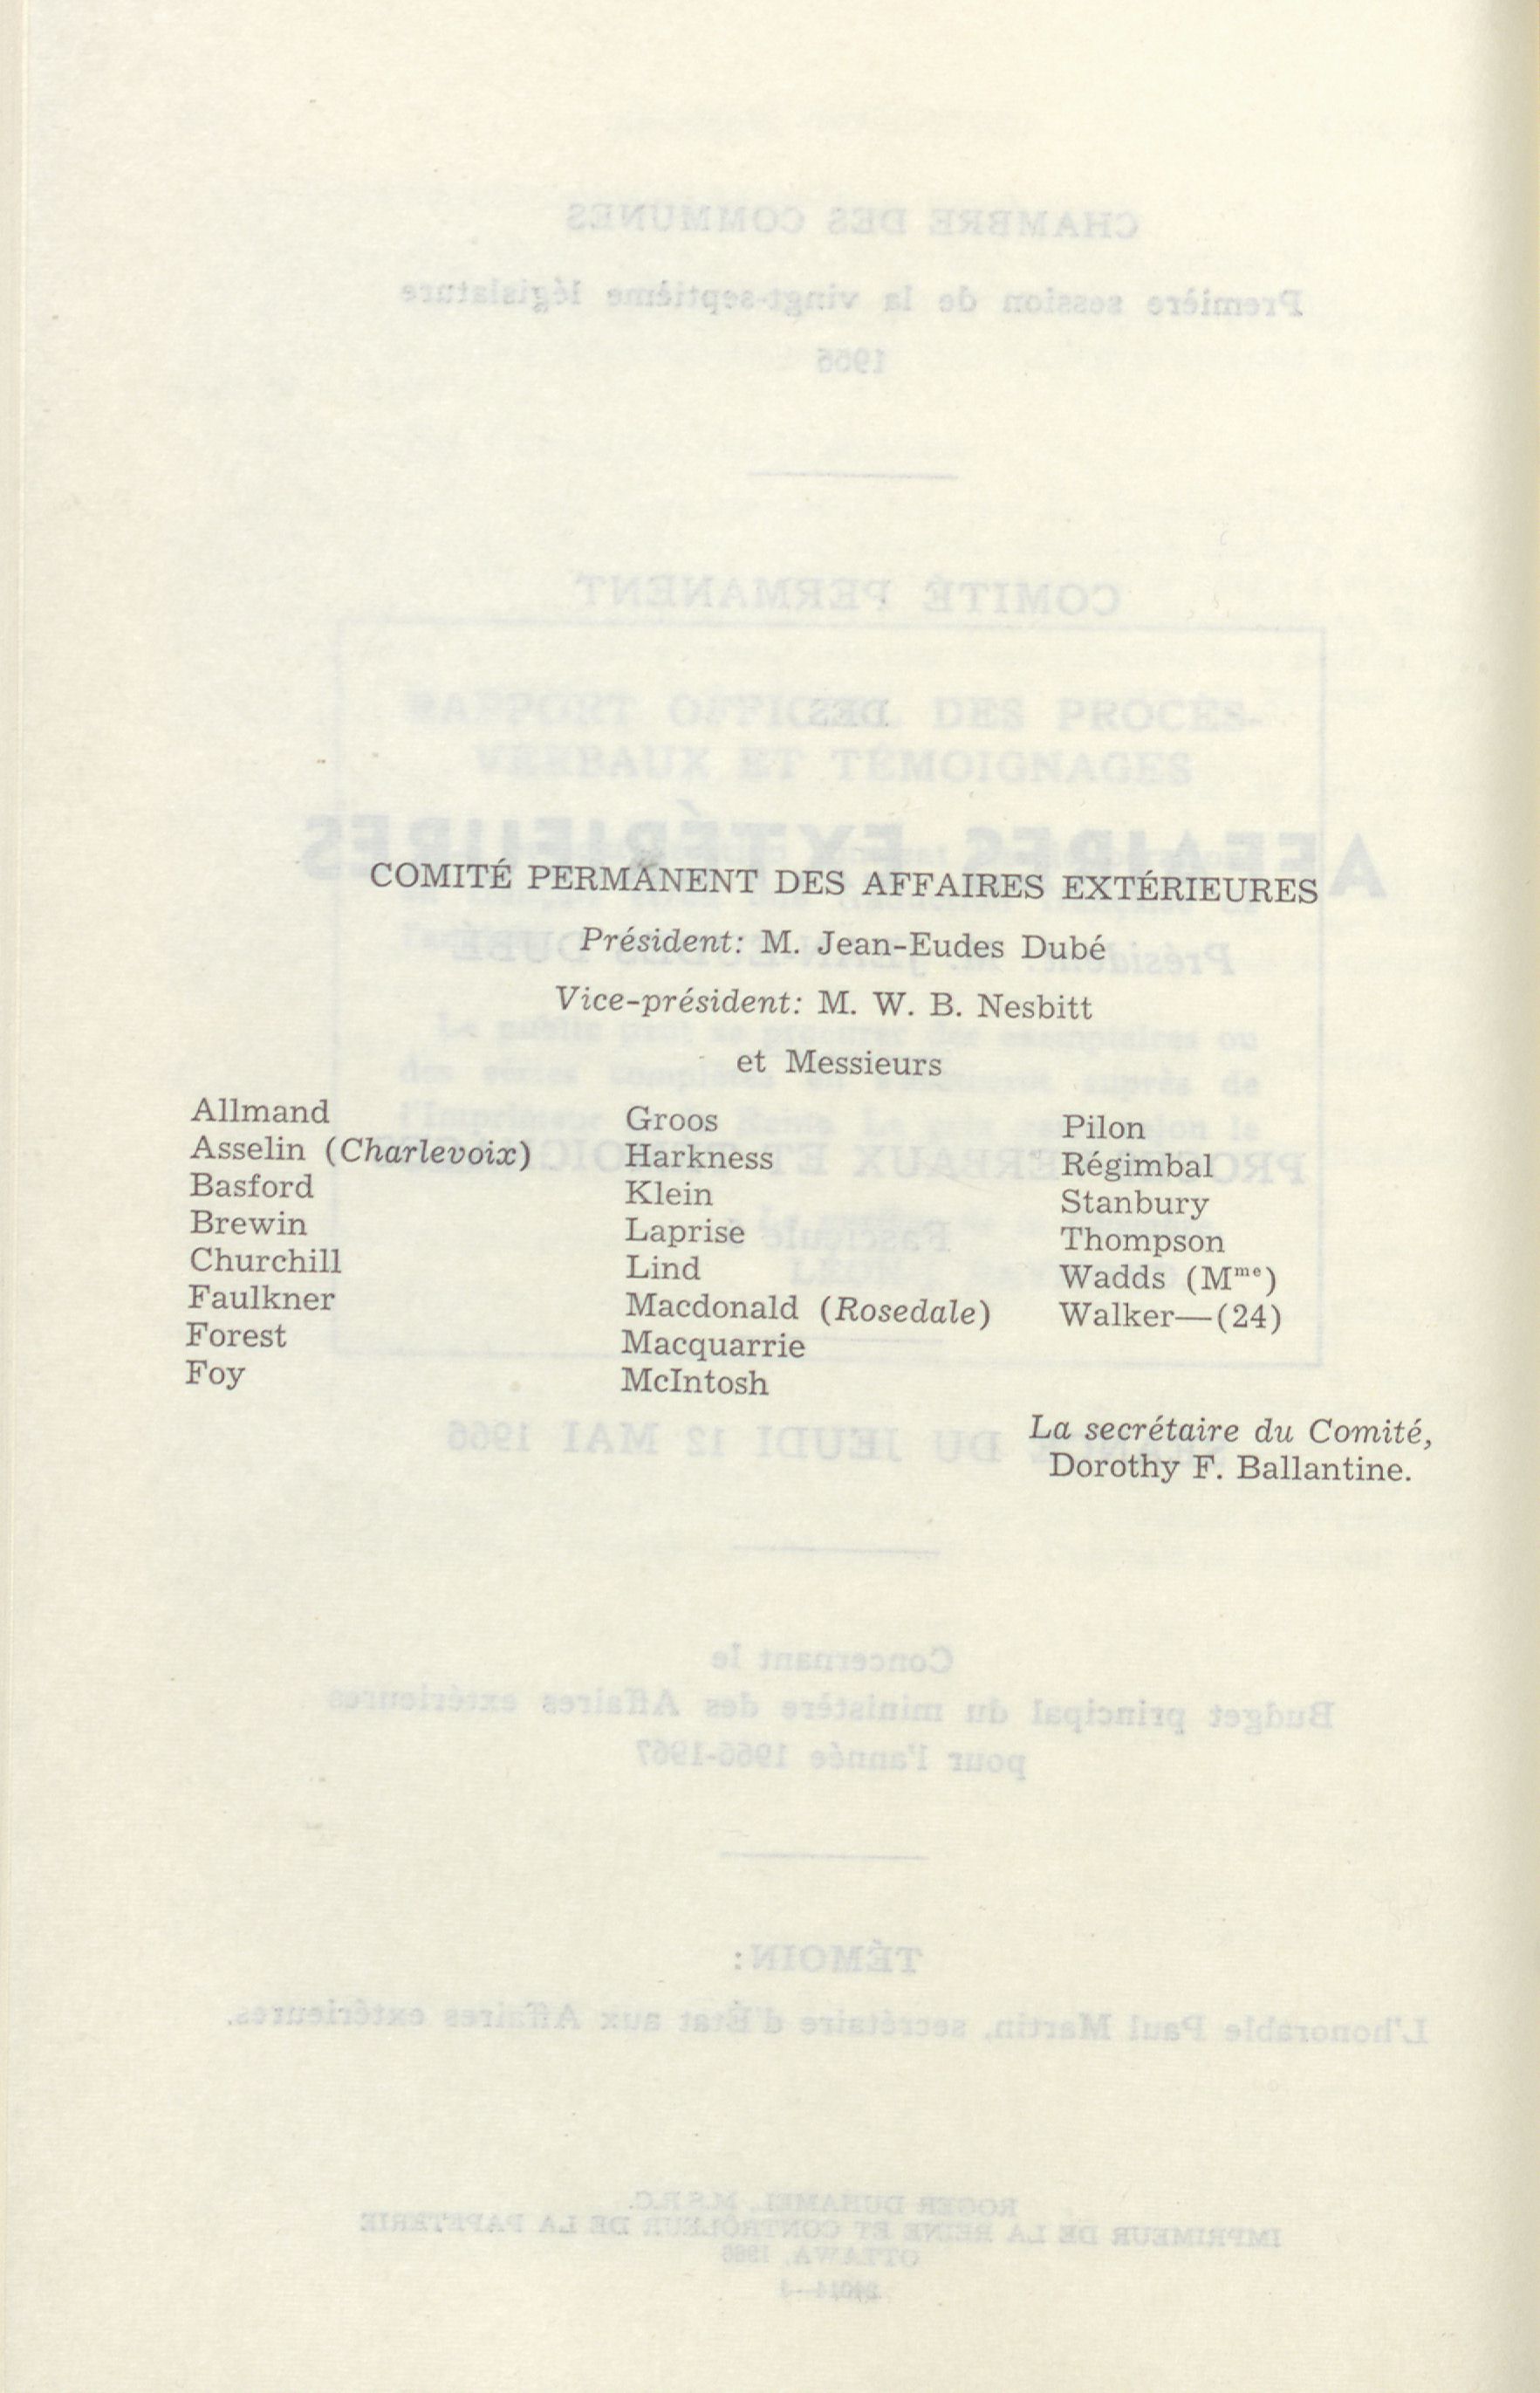 COMITÉ PERMANENT DES AFFAIRES EXTÉRIEURES
Président: M. Jean-Eudes Dubé
Vice-président: M. W. B. Nesbitt
et Messieurs
Allmand
Asselin (Charlevoix)
Basford
Brewin
Churchill
Faulkner
Forest
Foy
Groos
Harkness
Klein
Laprise
Lind
Macdonald (Rosedale)
Macquarrie
McIntosh
Pilon
Régimbal
Stanbury
Thompson
Wadds (Mme)
Walker—(24)
La secrétaire du Comité,
Dorothy F. Ballantine.